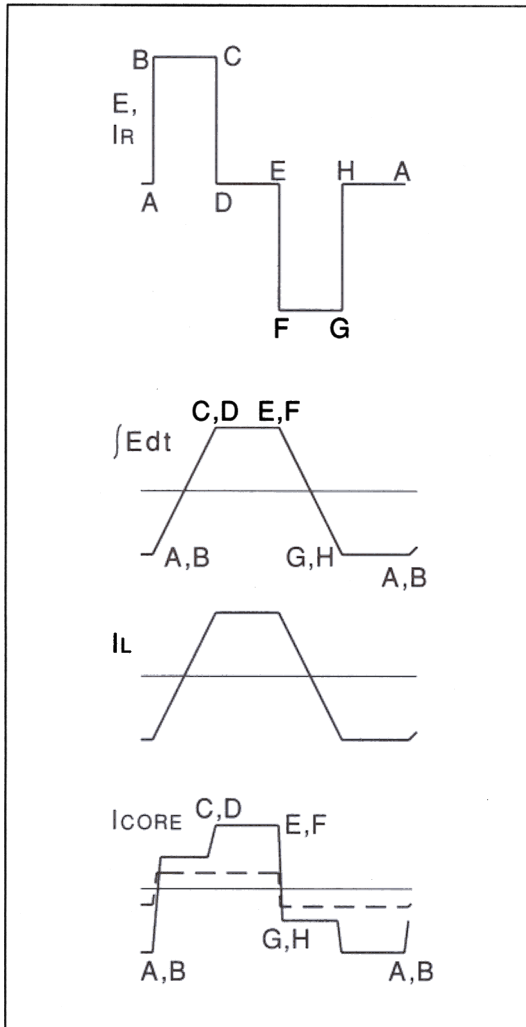 B C
E,
IR
E H A
A D
F G
C,D E,F
∫Edt
A,B G,H
A,B
IL
C,D
ICORE E,F
G,H
A,B A,B